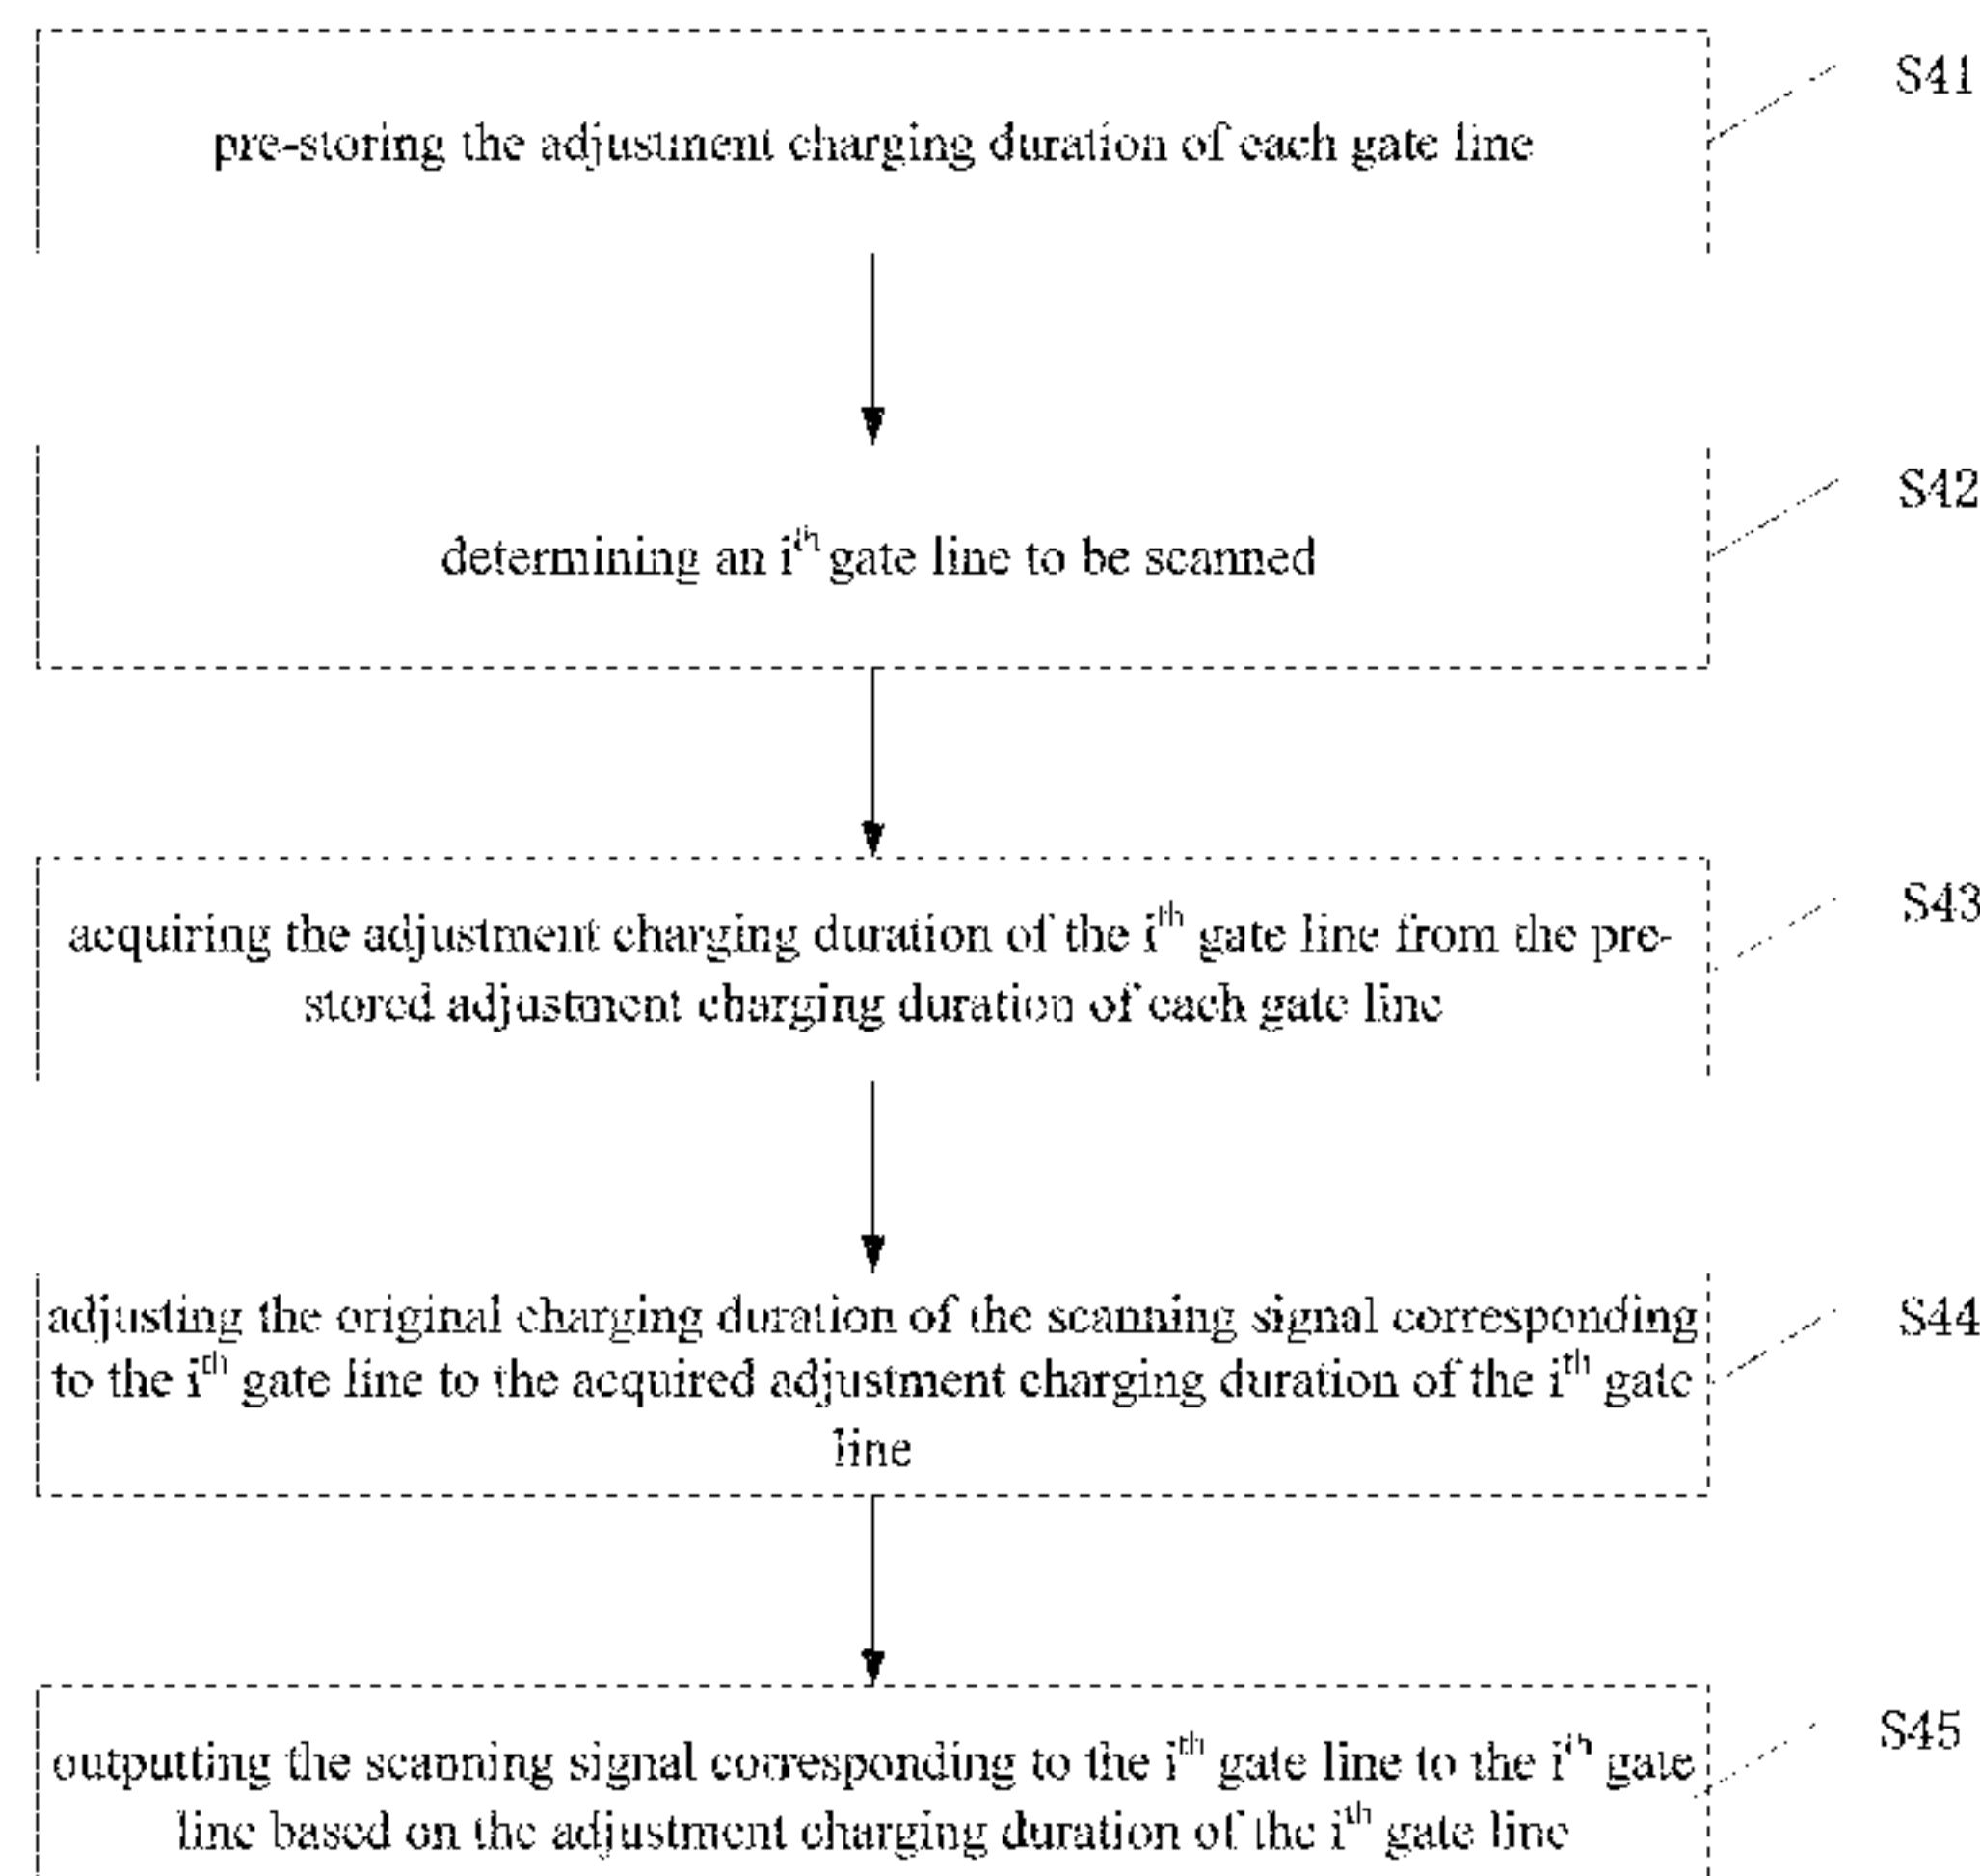 S41
pre-storing the adjustment charging duration of each gate line
S42
determining an ith gate line to be scanned
S43
acquiring the adjustment charging duration of the ith gate line from the pre-
stored adjustment charging duration of each gate line
S44
adjusting the original charging duration of the scanning signal corresponding
to the ith gate line to the acquired adjustment charging duration of the ith gate
line
S45
outputting the scanning signal corresponding to the ith gate line to the ith gate
line based on the adjustment charging duration of the ith gate line